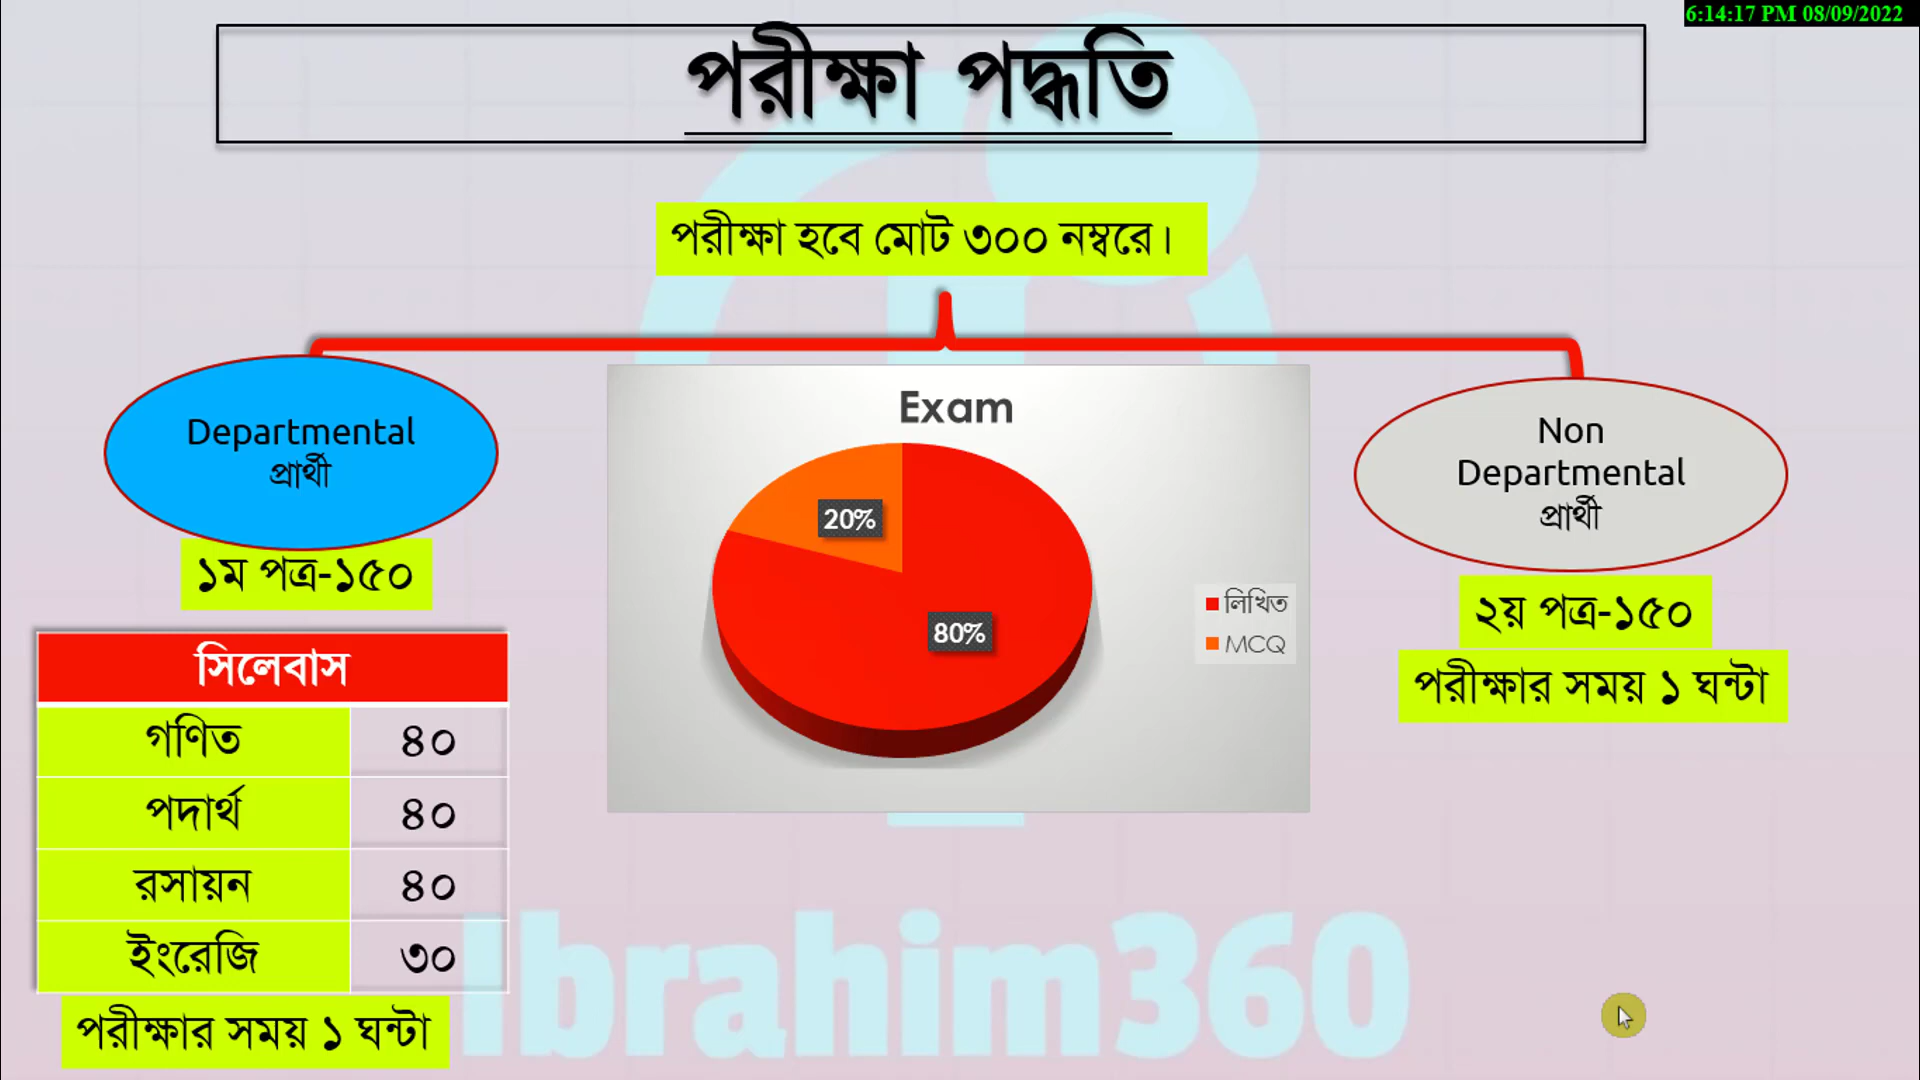 6:14:17 PM 08/09/2022
পরীক্ষা পদ্ধতি
পরীক্ষা হবে মোট ৩০০ নম্বরে।
Departmental
প্রার্থী
১ম পত্র-১৫০
সিলেবাস
গণিত ৪০
পদার্থ ৪০
রসায়ন ৪০
ইংরেজি ৩০
পরীক্ষার সময় ১ ঘন্টা
Exam
20%
80%
লিখিত
MCQ
Non
Departmental
প্রার্থী
২য় পত্র-১৫০
পরীক্ষার সময় ১ ঘন্টা
Ibrahim360